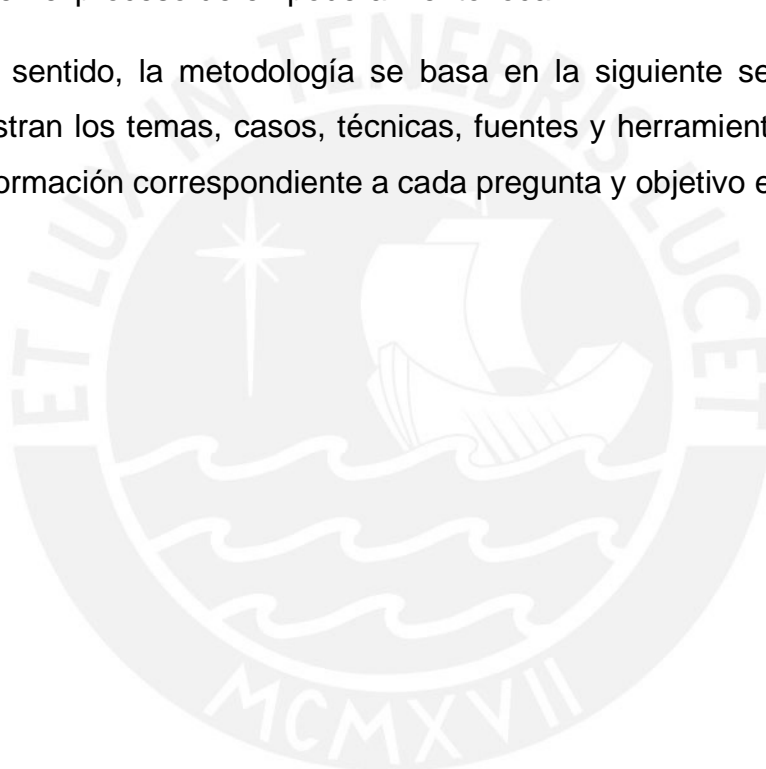 sentido, la metodología se basa en la siguiente se
stran los temas, casos, técnicas, fuentes y herramient
ormación correspondiente a cada pregunta y objetivo e
ET LUX IN TENEBRIS LUCET
MCMXVII